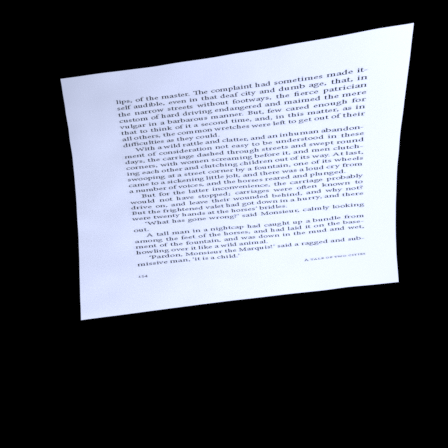 lips, of the master. The complaint had sometimes made it-
self audible, even in that deaf city and dumb age, that, in
the narrow streets without footways, the fierce patrician
custom of hard driving endangered and maimed the mere
vulgar in a barbarous manner. But, few cared enough for
that to think of it a second time, and, in this matter, as in
all others, the common wretches were left to get out of their
difficulties as they could.
With a wild rattle and clatter, and an inhuman abandon-
ment of consideration not easy to be understood in these
days, the carriage dashed through streets and swept round
corners, with women screaming before it, and men clutch-
ing each other and clutching children out of its way. At last,
swooping at a street corner by a fountain, one of its wheels
came to a sickening little jolt, and there was a loud cry from
a number of voices, and the horses reared and plunged.
But for the latter inconvenience, the carriage probably
would not have stopped; carriages were often known to
drive on, and leave their wounded behind, and why not?
But the frightened valet had got down in a hurry, and there
were twenty hands at the horses' bridles.
"What has gone wrong?" said Monsieur, calmly looking
out.
A tall man in a nightcap had caught up a bundle from
among the feet of the horses, and had laid it on the base-
ment of the fountain, and was down in the mud and wet,
howling over it like a wild animal.
"Pardon, Monsieur the Marquis!" said a ragged and sub-
missive man, "it is a child."
A TALE OF TWO CITIES